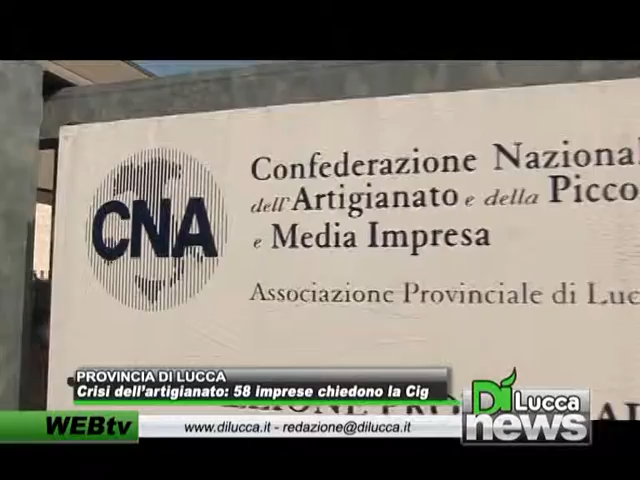 CNA
Confederazione Nazional
dell'Artigianato e della Picco
e Media Impresa
Associazione Provinciale di Luc
PROVINCIA DI LUCCA
Crisi dell'artigianato: 58 imprese chiedono la Cig
WEBtv
www.dilucca.it - redazione@dilucca.it
Dì Lucca
news